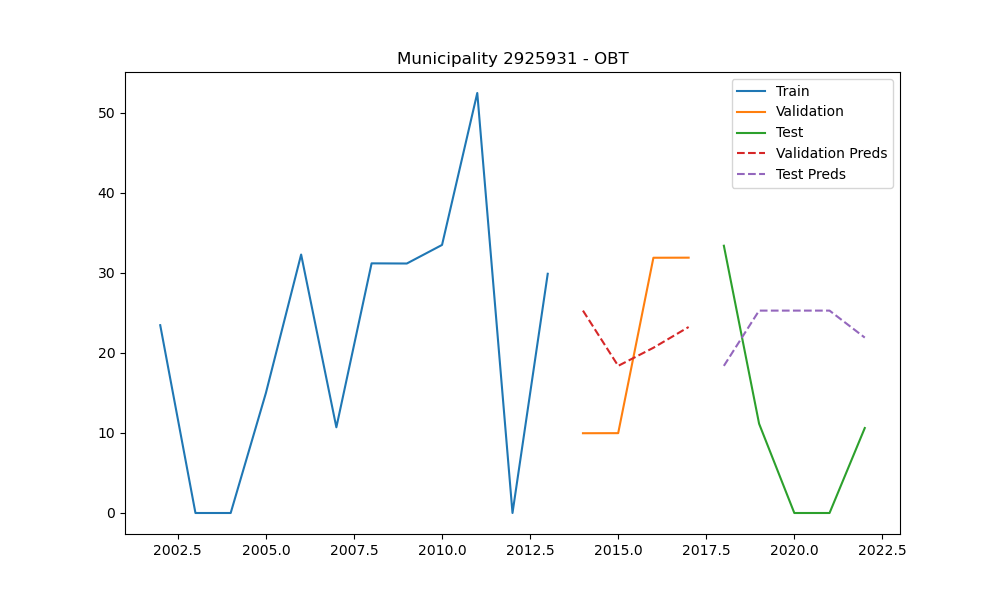 Municipality 2925931 - OBT
Train
Validation
Test
Validation Preds
Test Preds
50
40
30
20
10
0
2002.5 2005.0 2007.5 2010.0 2012.5 2015.0 2017.5 2020.0 2022.5